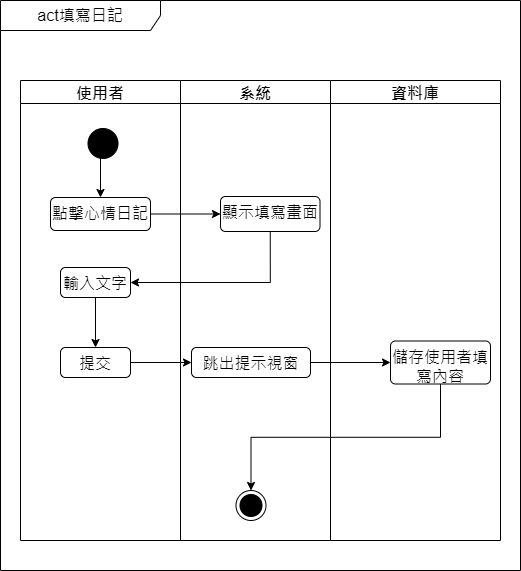 act填寫日記
使用者
系統
資料庫
點擊心情日記
顯示填寫畫面
輸入文字
提交
跳出提示視窗
儲存使用者填
寫內容